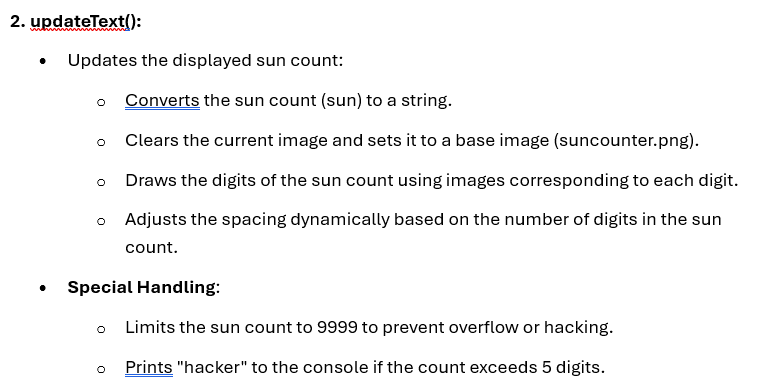 2. updateText():
• Updates the displayed sun count:
o Converts the sun count (sun) to a string.
o Clears the current image and sets it to a base image (suncounter.png).
o Draws the digits of the sun count using images corresponding to each digit.
o Adjusts the spacing dynamically based on the number of digits in the sun
count.
• Special Handling:
o Limits the sun count to 9999 to prevent overflow or hacking.
o Prints "hacker" to the console if the count exceeds 5 digits.